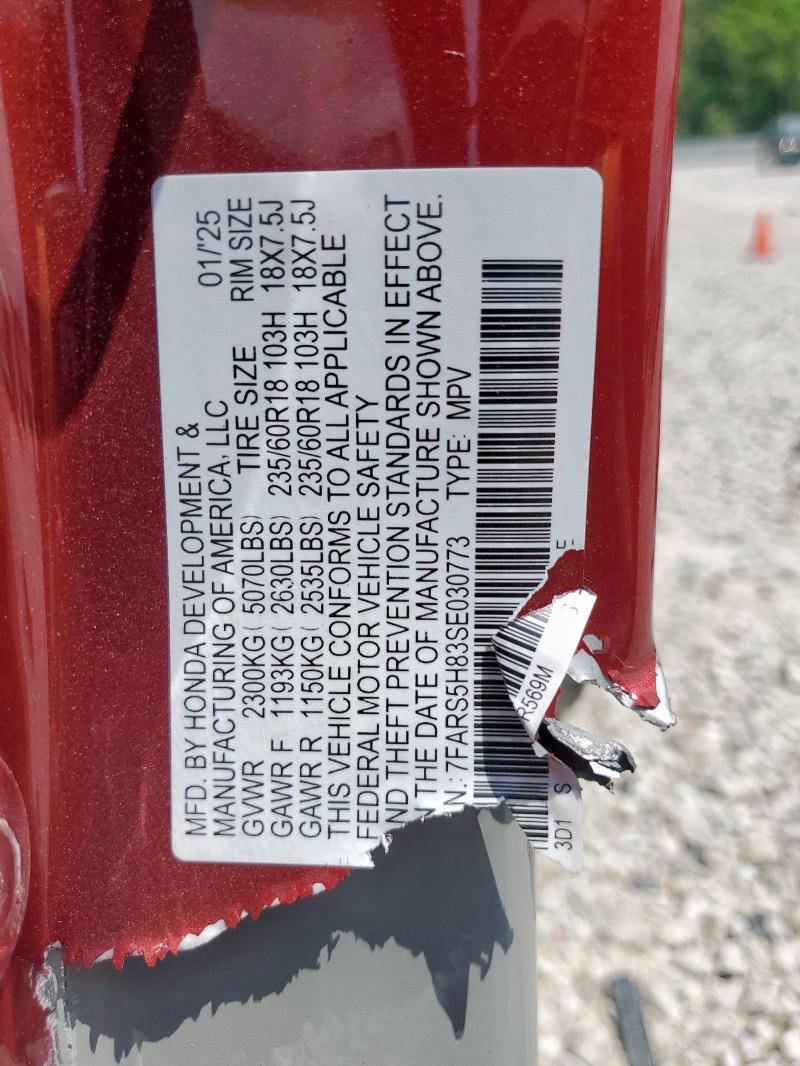 MFD. BY HONDA DEVELOPMENT &
MANUFACTURING OF AMERICA, LLC 01/'25
GVWR 2300KG ( 5070LBS) TIRE SIZE RIM SIZE
GAWR F 1193KG ( 2630LBS) 235/60R18 103H 18X7.5J
GAWR R 1150KG ( 2535LBS) 235/60R18 103H 18X7.5J
THIS VEHICLE CONFORMS TO ALL APPLICABLE
FEDERAL MOTOR VEHICLE SAFETY
ND THEFT PREVENTION STANDARDS IN EFFECT
N THE DATE OF MANUFACTURE SHOWN ABOVE.
N.: 7FARS5H83SE030773 TYPE: MPV
3D1 S
R569M